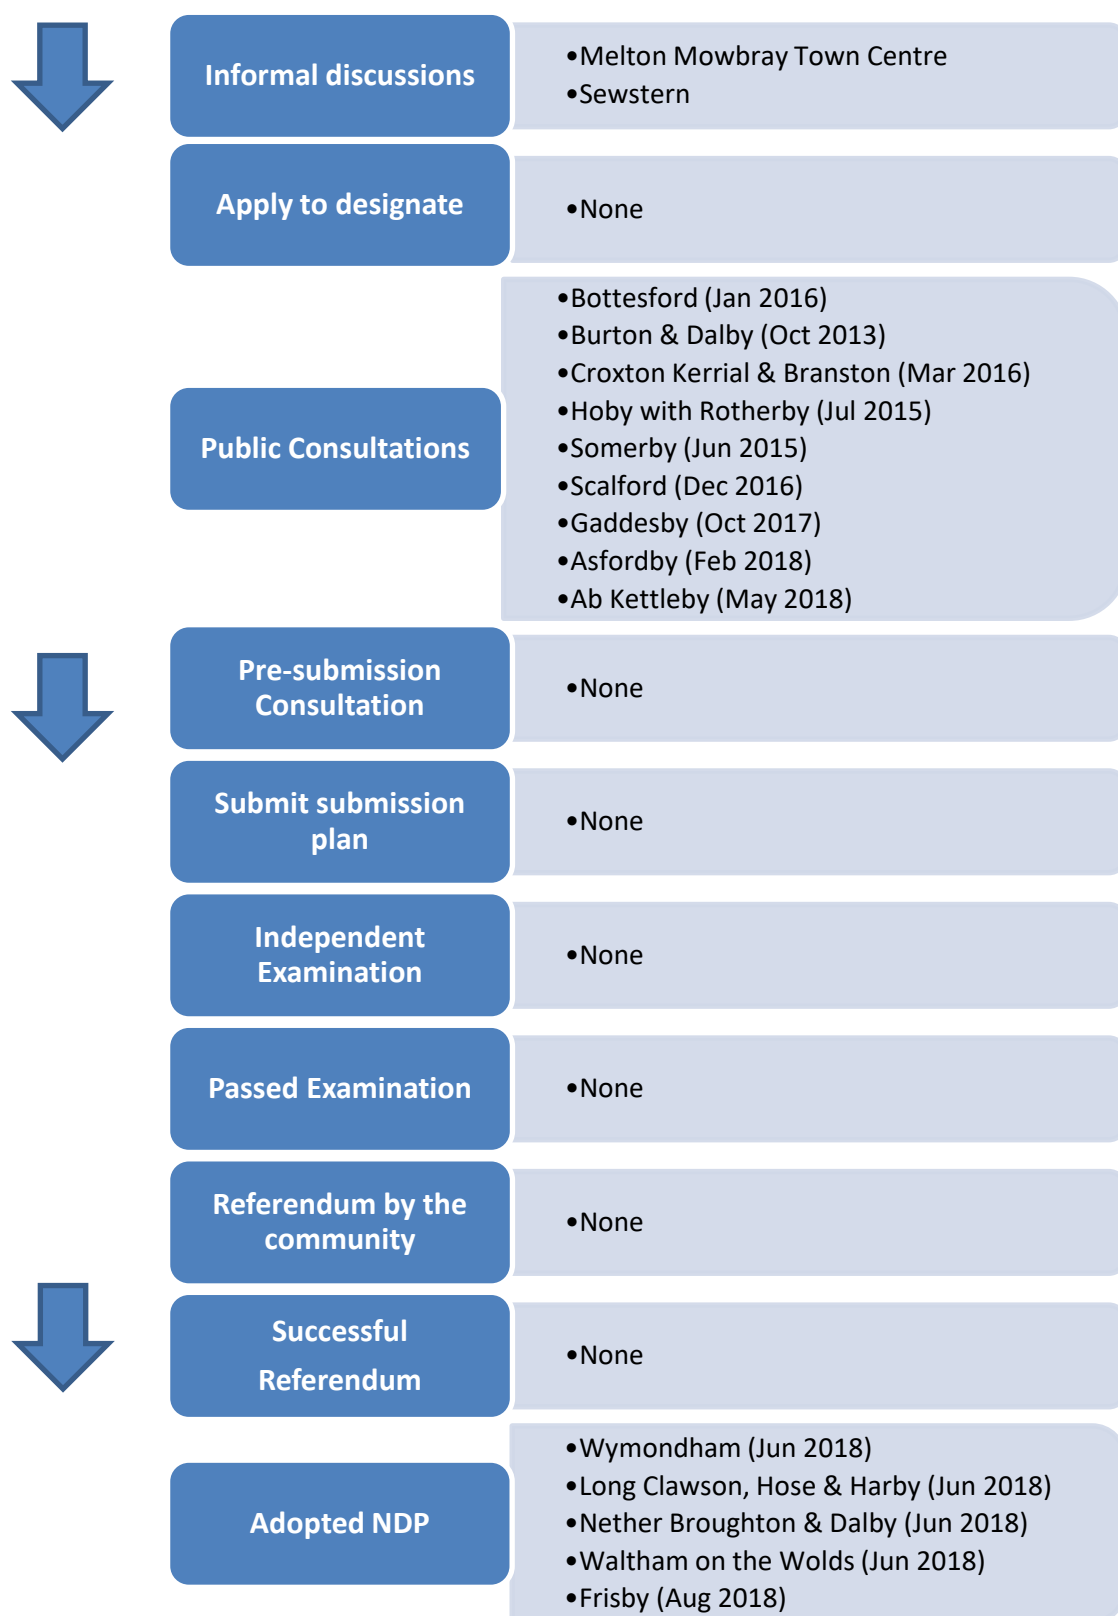 Informal discussions
•Melton Mowbray Town Centre
•Sewstern
Apply to designate
•None
Public Consultations
•Bottesford (Jan 2016)
•Burton & Dalby (Oct 2013)
•Croxton Kerrial & Branston (Mar 2016)
•Hoby with Rotherby (Jul 2015)
•Somerby (Jun 2015)
•Scalford (Dec 2016)
•Gaddesby (Oct 2017)
•Asfordby (Feb 2018)
•Ab Kettleby (May 2018)
Pre-submission
Consultation
•None
Submit submission
plan
•None
Independent
Examination
•None
Passed Examination
•None
Referendum by the
community
•None
Successful
Referendum
•None
Adopted NDP
•Wymondham (Jun 2018)
•Long Clawson, Hose & Harby (Jun 2018)
•Nether Broughton & Dalby (Jun 2018)
•Waltham on the Wolds (Jun 2018)
•Frisby (Aug 2018)